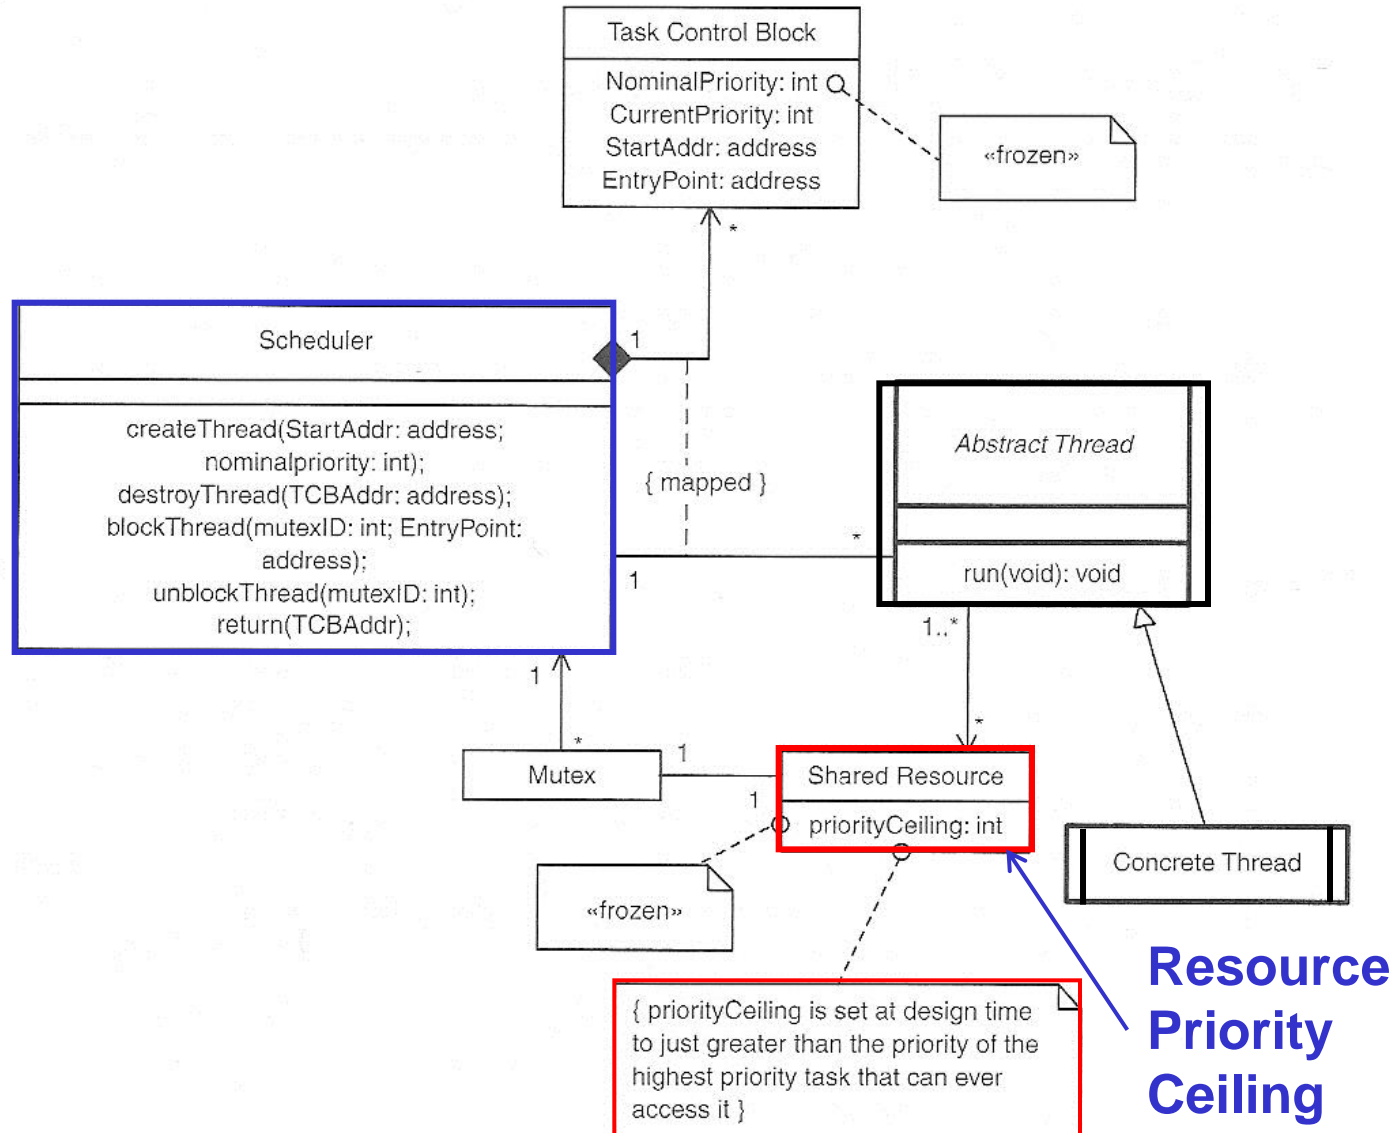 Task Control Block
NominalPriority: int
CurrentPriority: int
StartAddr: address
EntryPoint: address
«frozen»
*
Scheduler
1
createThread(StartAddr: address;
nominalpriority: int);
destroyThread(TCBAddr: address);
blockThread(mutexID: int; EntryPoint:
address);
unblockThread(mutexID: int);
return(TCBAddr);
{ mapped }
Abstract Thread
run(void): void
*
1
1..*
*
1
*
Mutex
1
1
Shared Resource
priorityCeiling: int
Concrete Thread
«frozen»
{ priorityCeiling is set at design time
to just greater than the priority of the
highest priority task that can ever
access it }
Resource
Priority
Ceiling